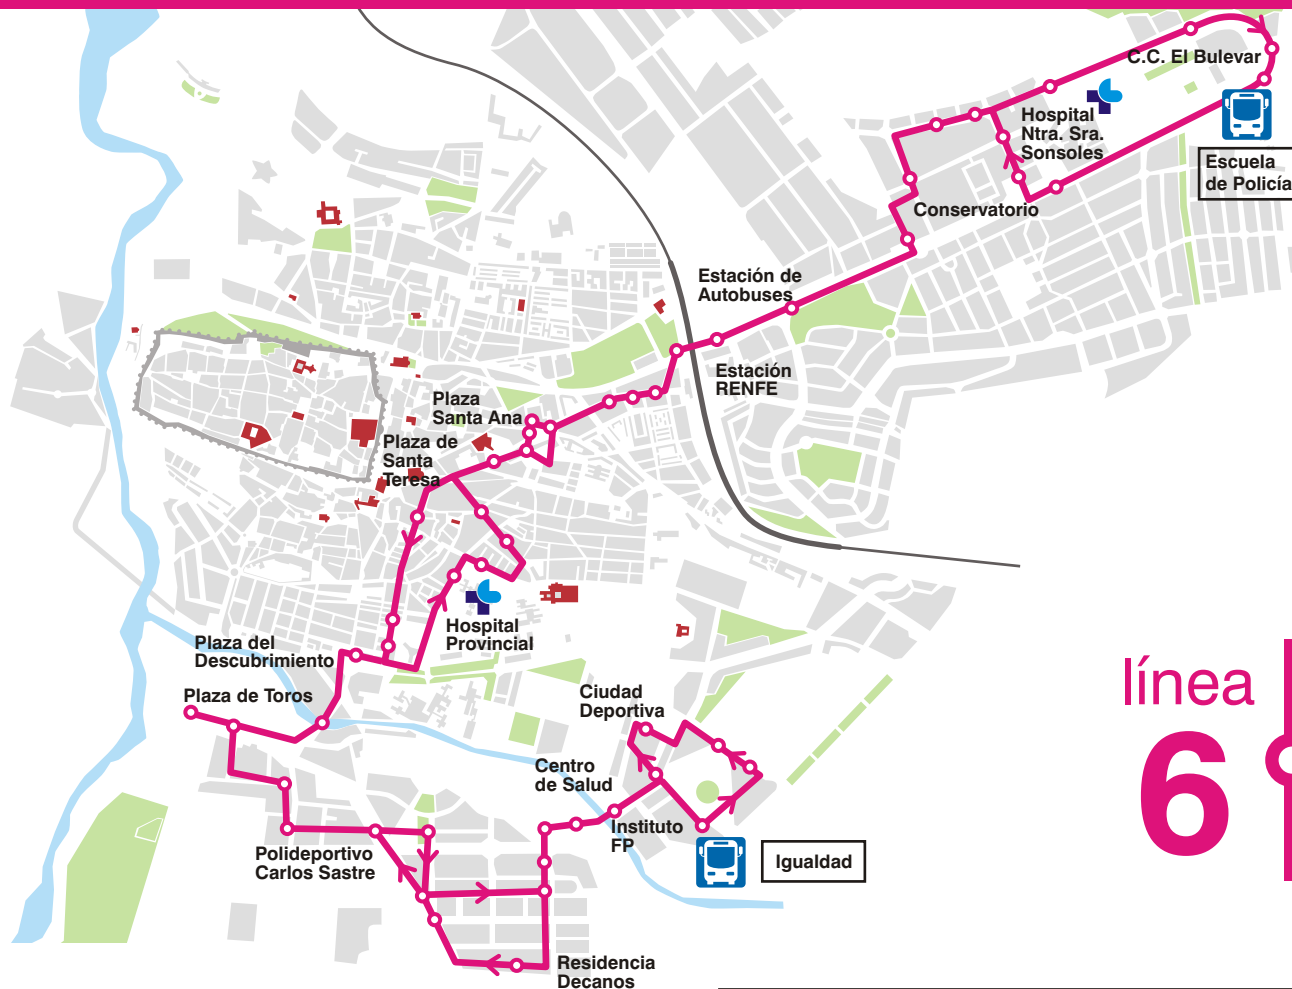 C.C. El Bulevar
Hospital
Ntra. Sra.
Sonsoles
Escuela
de Policía
Conservatorio
Estación de
Autobuses
Estación
RENFE
Plaza
Santa Ana
Plaza de
Santa
Teresa
Hospital
Provincial
Plaza del
Descubrimiento
Plaza de Toros
Ciudad
Deportiva
línea
6
Centro
de Salud
Instituto
FP
Igualdad
Polideportivo
Carlos Sastre
Residencia
Decanos